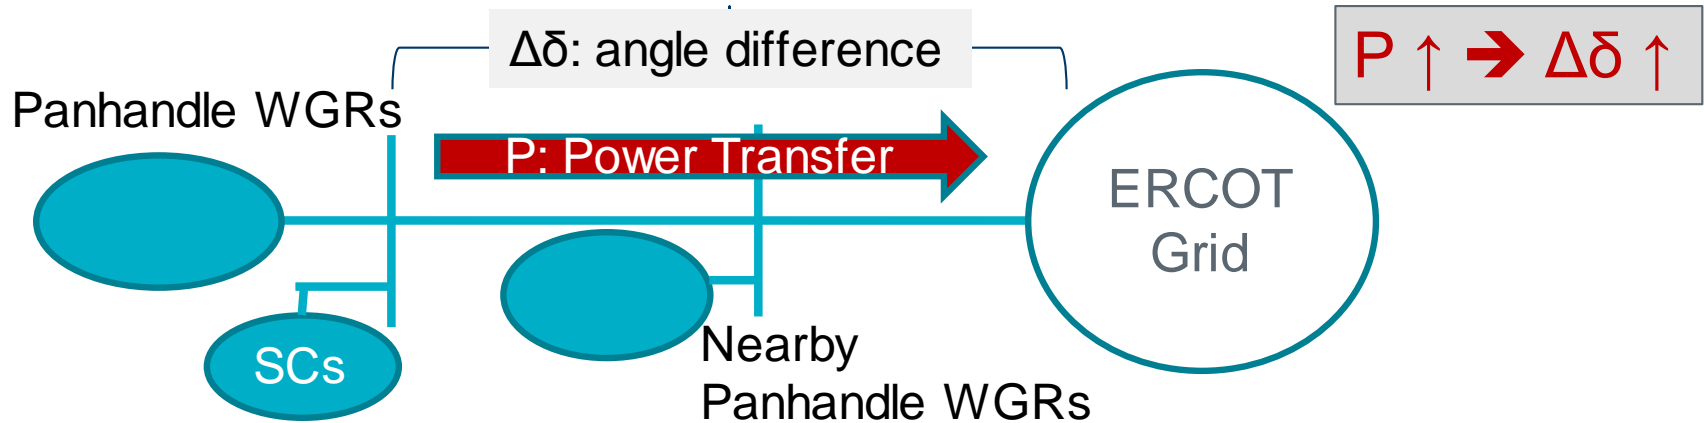 Δδ: angle difference
P ↑ ➔ Δδ ↑
Panhandle WGRs
P: Power Transfer
ERCOT
Grid
SCs
Nearby
Panhandle WGRs